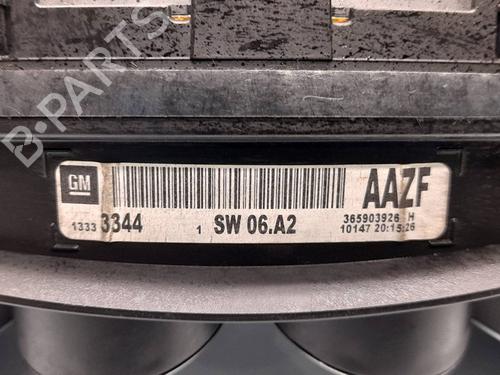 B-PARTS
GM
AAZF
365903926 H
1333 3344 1 SW 06.A2 10147 20:15:26